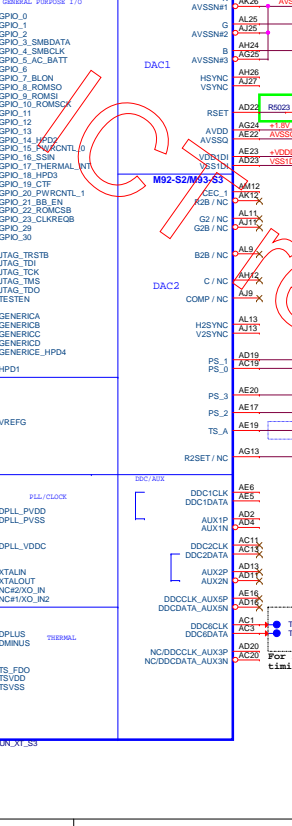 GENERAL PURPOSE I/O
GPIO_0
GPIO_1
GPIO_2
GPIO_3_SMBDATA
GPIO_4_SMBCLK
GPIO_5_AC_BATT
GPIO_6
GPIO_7_BLON
GPIO_8_ROMSO
GPIO_9_ROMSI
GPIO_10_ROMSCK
GPIO_11
GPIO_12
GPIO_13
GPIO_14_HPD2
GPIO_15_PWRCNTL_0
GPIO_16_SSIN
GPIO_17_THERMAL_INT
GPIO_18_HPD3
GPIO_19_CTF
GPIO_20_PWRCNTL_1
GPIO_21_BB_EN
GPIO_22_ROMCSB
GPIO_23_CLKREQB
GPIO_29
GPIO_30
JTAG_TRSTB
JTAG_TDI
JTAG_TCK
JTAG_TMS
JTAG_TDO
TESTEN
GENERICA
GENERICB
GENERICC
GENERICD
GENERICE_HPD4
HPD1
VREFG
PLL/CLOCK
DPLL_PVDD
DPLL_PVSS
DPLL_VDDC
XTALIN
XTALOUT
NC#2/XO_IN
NC#1/XO_IN2
THERMAL
DPLUS
DMINUS
TS_FDO
TSVDD
TSVSS
ON_XT_S3
DAC1
AVSSN#1 AK26
G AL25
AVSSN#2 AJ25
B AH24
AVSSN#3 AG25
HSYNC AH26
VSYNC AJ27
RSET AD22 R5023
AVDD AG24 +1.8V
AVSSQ AE22 AVSSQ
VDD1DI AE23 +VDD
VSS1DI AD23 VSS1D
M92-S2/M93-S3
DAC2
CEC_1 AM12
R2B / NC AK12
G2 / NC AL11
G2B / NC AJ11
B2B / NC AL9
C / NC AH12
COMP / NC AJ9
H2SYNC AL13
V2SYNC AJ13
PS_1 AD19
PS_0 AC19
PS_3 AE20
PS_2 AE17
TS_A AE19
R2SET / NC AG13
DDC/AUX
DDC1CLK AE6
DDC1DATA AE5
AUX1P AD2
AUX1N AD4
DDC2CLK AC11
DDC2DATA AC13
AUX2P AD13
AUX2N AD11
DDCCLK_AUX5P AE16
DDCDATA_AUX5N AD16
DDC6CLK AC1
DDC6DATA AC3
NC/DDCCLK_AUX3P AD20
NC/DDCDATA_AUX3N AC20
For
timi